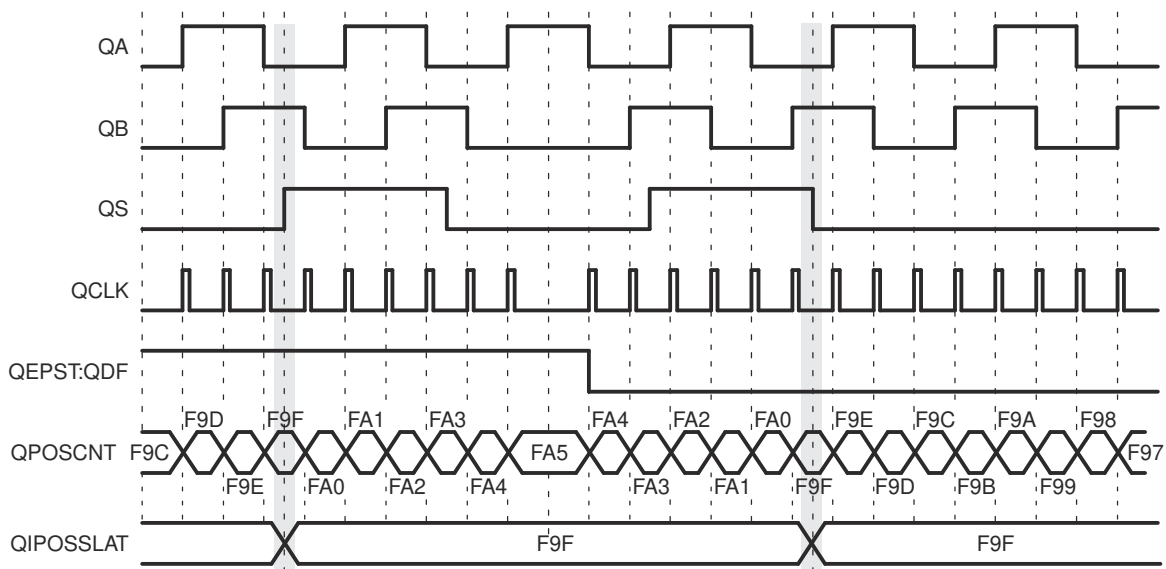 QA
QB
QS
QCLK
QEPST:QDF
F9D F9F FA1 FA3 FA4 FA2 FA0 F9E F9C F9A F98
QPOSCNT F9C FA5 F97
F9E FA0 FA2 FA4 FA3 FA1 F9F F9D F9B F99
QIPOSSLAT F9F F9F